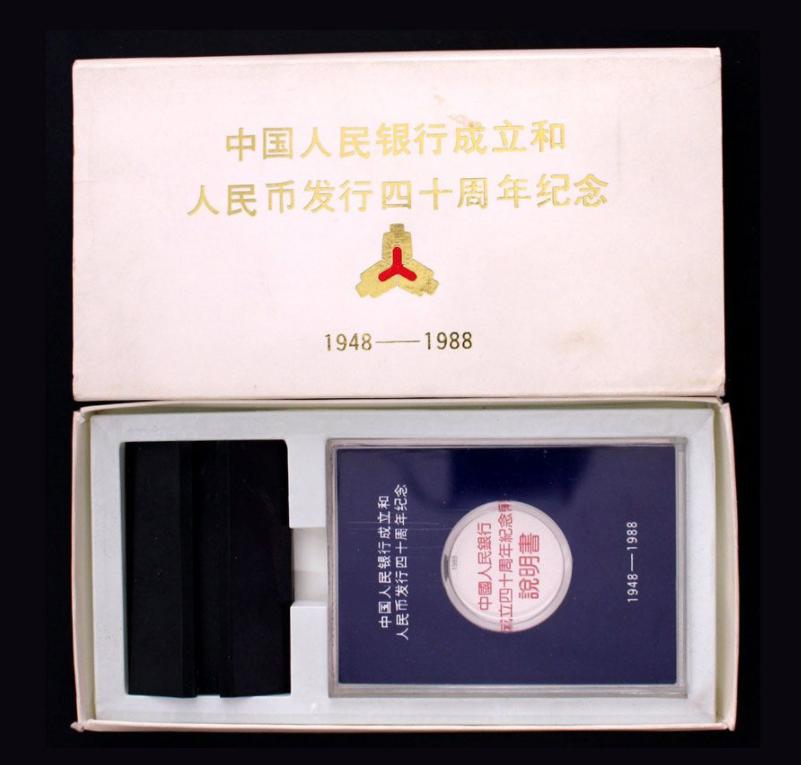 中国人民银行成立和
人民币发行四十周年纪念
1948——1988
中国人民银行成立和
人民币发行四十周年纪念
中國人民銀行
成立四十周年紀念幣
說明書
1948—1988